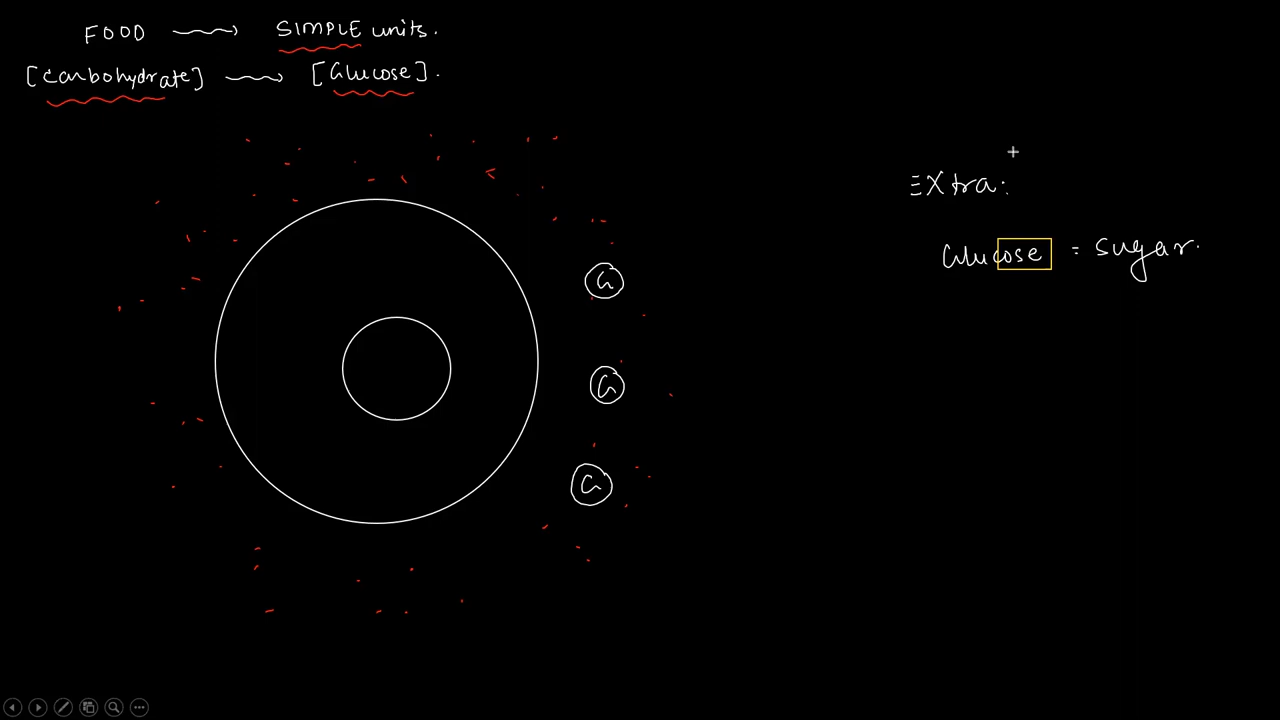 FOOD → SIMPLE units.
[Carbohydrate] → [Glucose].
EXtra:
Glucose = sugar.
G
G
G